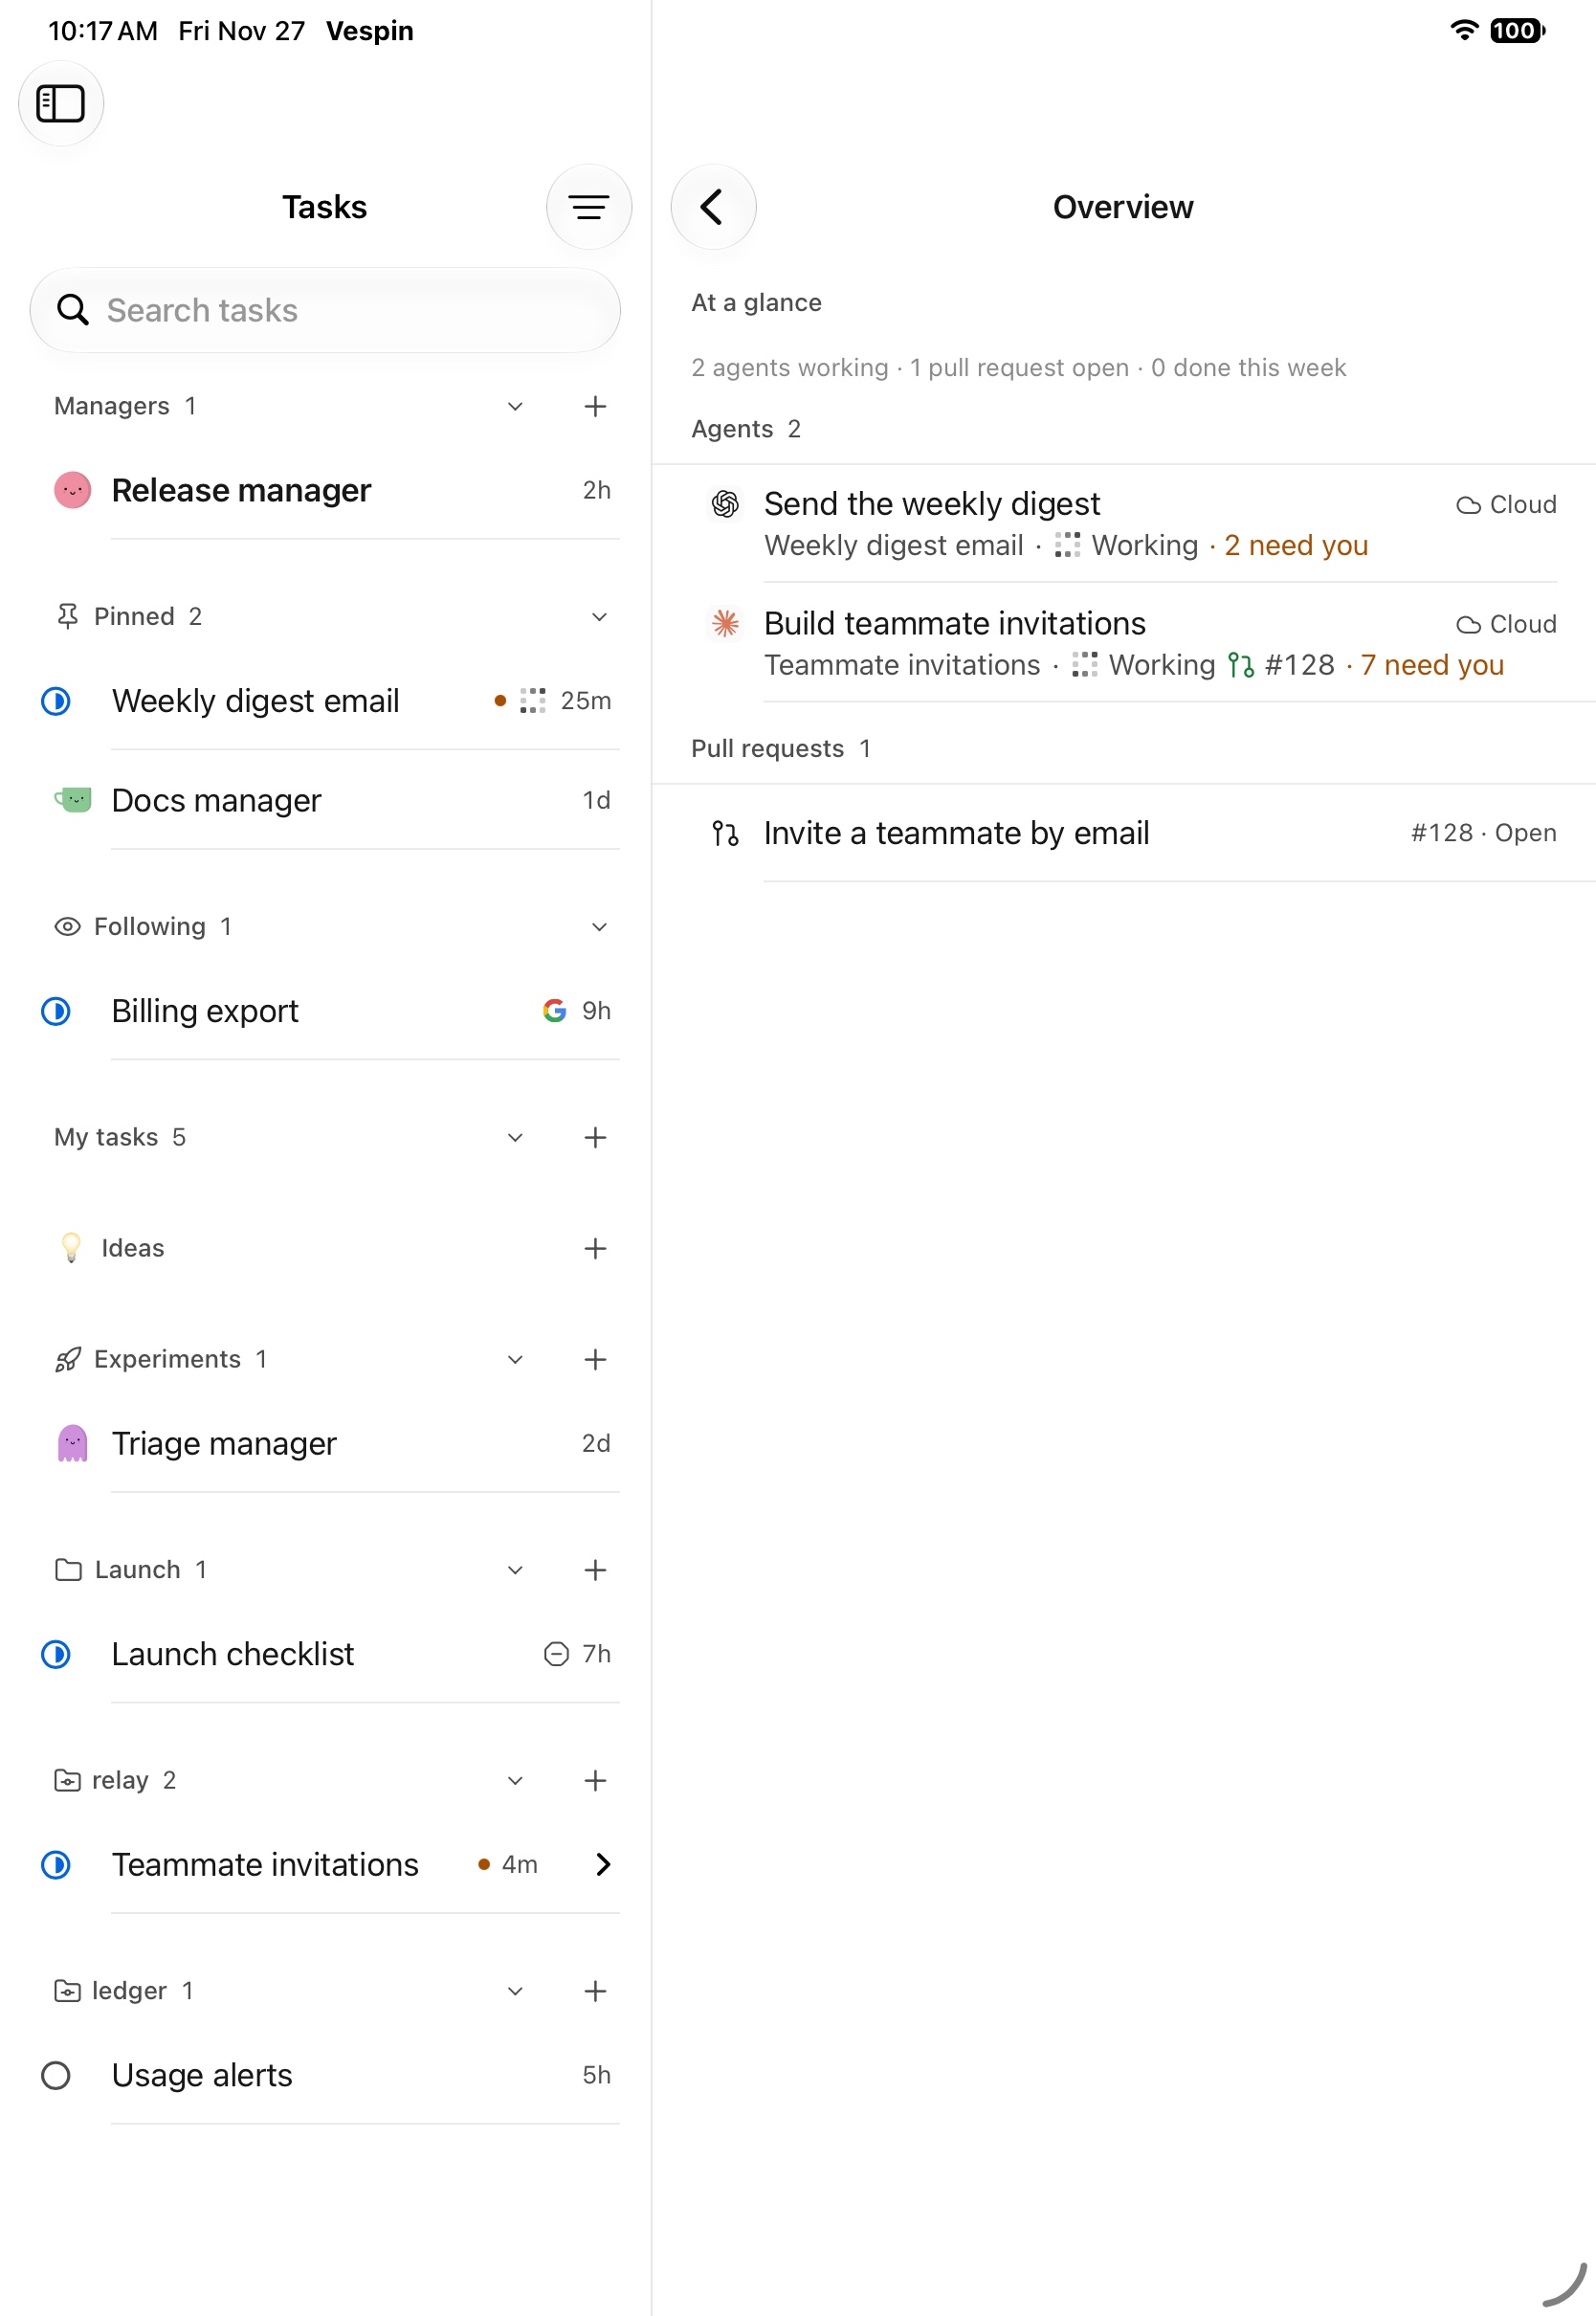 10:17 AM Fri Nov 27 Vespin
100
Tasks
Search tasks
Managers 1
Release manager 2h
Pinned 2
Weekly digest email 25m
Docs manager 1d
Following 1
Billing export 9h
My tasks 5
Ideas
Experiments 1
Triage manager 2d
Launch 1
Launch checklist 7h
relay 2
Teammate invitations 4m
ledger 1
Usage alerts 5h
Overview
At a glance
2 agents working · 1 pull request open · 0 done this week
Agents 2
Send the weekly digest Cloud
Weekly digest email · Working · 2 need you
Build teammate invitations Cloud
Teammate invitations · Working #128 · 7 need you
Pull requests 1
Invite a teammate by email #128 · Open